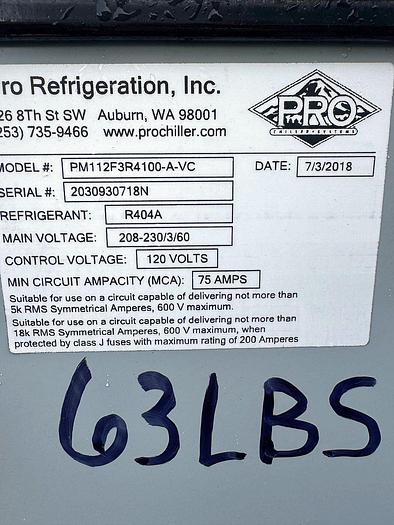 ro Refrigeration, Inc.
26 8Th St SW Auburn, WA 98001
253) 735-9466 www.prochiller.com
PRO
CHILLER SYSTEMS
MODEL #: PM112F3R4100-A-VC DATE: 7/3/2018
SERIAL #: 2030930718N
REFRIGERANT: R404A
MAIN VOLTAGE: 208-230/3/60
CONTROL VOLTAGE: 120 VOLTS
MIN CIRCUIT AMPACITY (MCA): 75 AMPS
Suitable for use on a circuit capable of delivering not more than
5k RMS Symmetrical Amperes, 600 V maximum.
Suitable for use on a circuit capable of delivering not more than
18k RMS Symmetrical Amperes, 600 V maximum, when
protected by class J fuses with maximum rating of 200 Amperes
63LBS